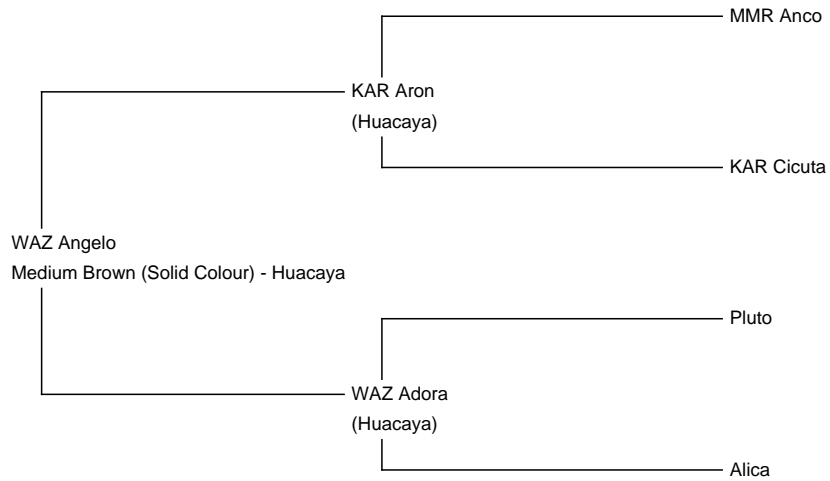 MMR Anco
KAR Aron
(Huacaya)
KAR Cicuta
WAZ Angelo
Medium Brown (Solid Colour) - Huacaya
Pluto
WAZ Adora
(Huacaya)
Alica